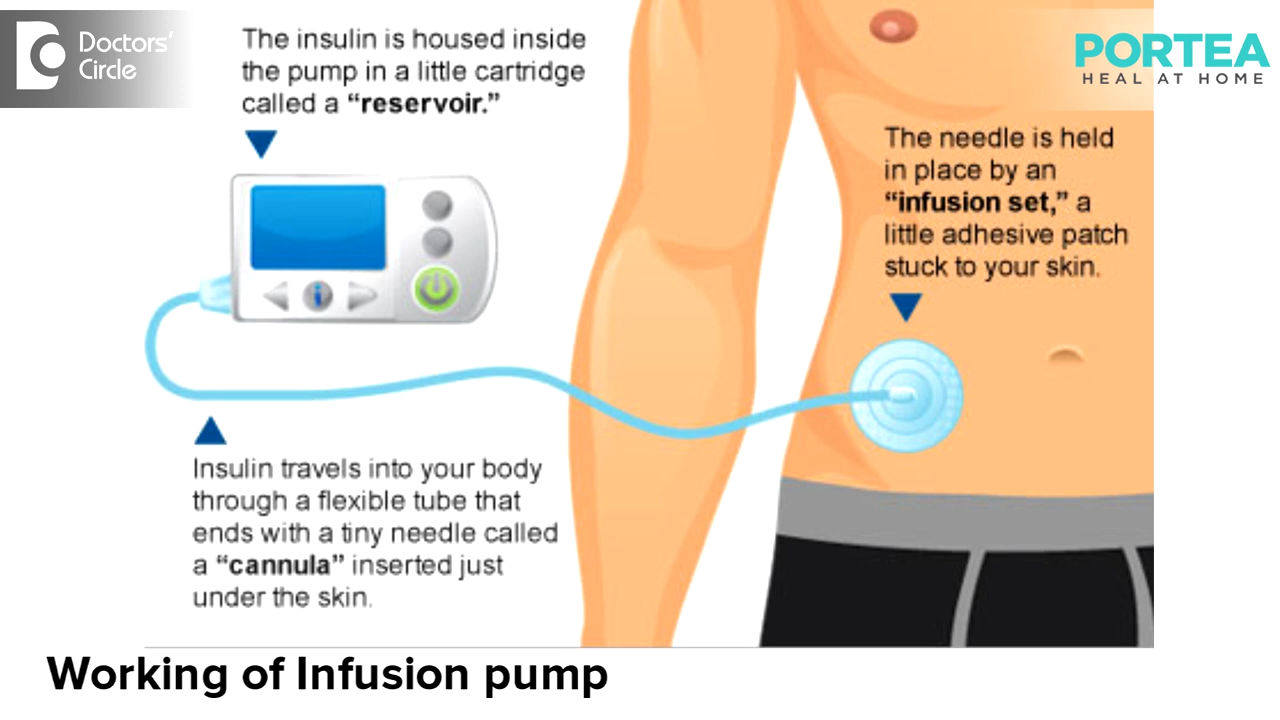 Doctors'
Circle
The insulin is housed inside
the pump in a little cartridge
called a “reservoir.”
PORTEA
HEAL AT HOME
The needle is held
in place by an
“infusion set,” a
little adhesive patch
stuck to your skin.
i
Insulin travels into your body
through a flexible tube that
ends with a tiny needle called
a “cannula” inserted just
under the skin.
Working of Infusion pump